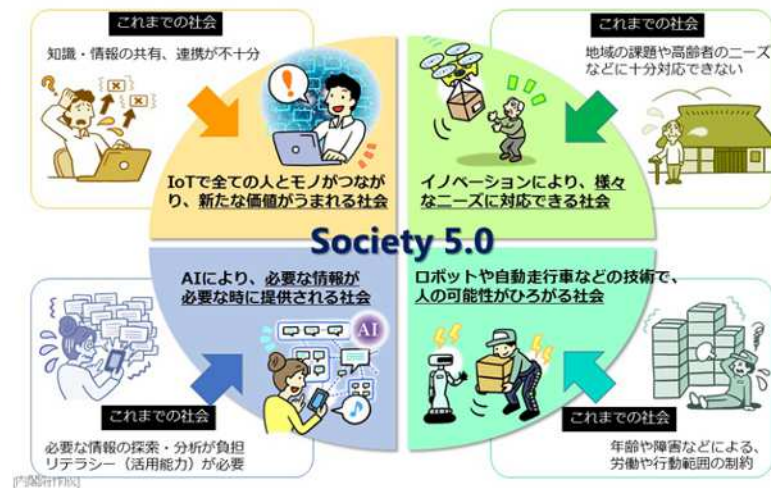 これまでの社会
知識・情報の共有、連携が不十分
IoTで全ての人とモノがつなが
り、新たな価値がうまれる社会
これまでの社会
地域の課題や高齢者のニーズ
などに十分対応できない
イノベーションにより、様々
なニーズに対応できる社会
Society 5.0
AIにより、必要な情報が
必要な時に提供される社会
AI
これまでの社会
必要な情報の探索・分析が負担
リテラシー（活用能力）が必要
ロボットや自動走行車などの技術で、
人の可能性がひろがる社会
これまでの社会
年齢や障害などによる、
労働や行動範囲の制約
[内閣府作成]